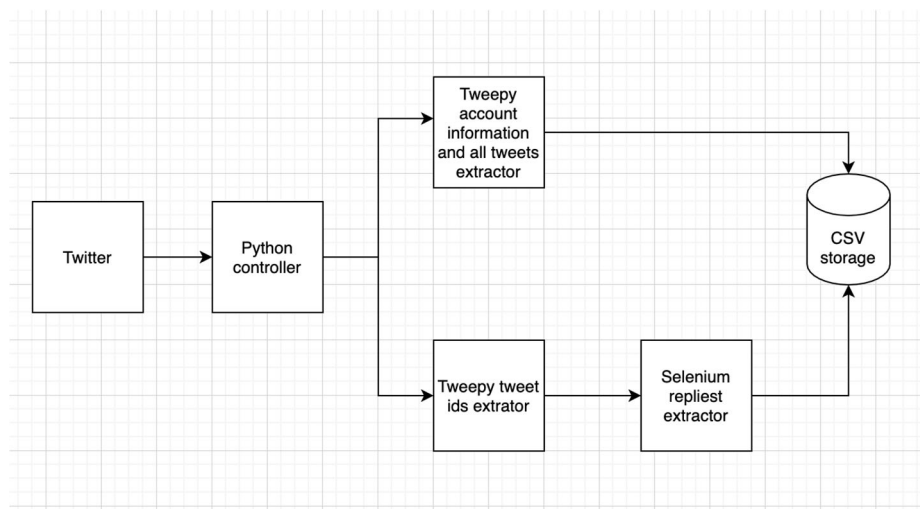 Twitter
Python
controller
Tweepy
account
information
and all tweets
extractor
Tweepy tweet
ids extrator
Selenium
repliest
extractor
CSV
storage